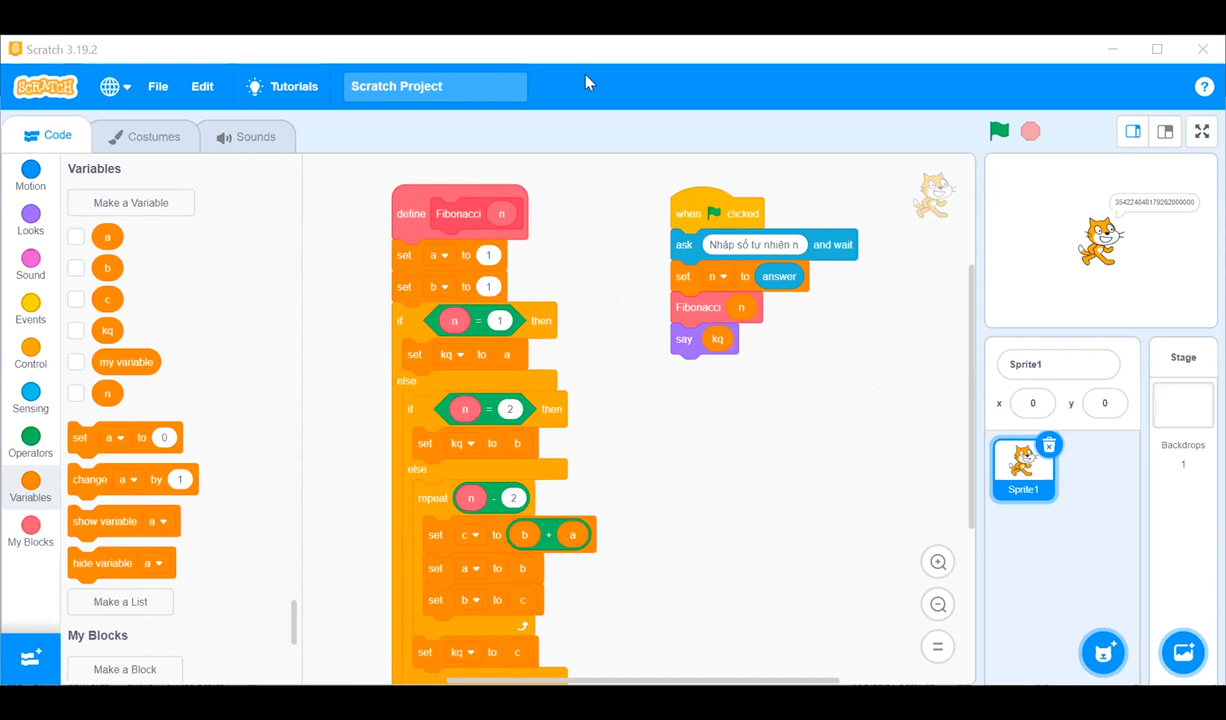 Scratch 3.19.2
SCRATCH File Edit Tutorials Scratch Project ?
Code Costumes Sounds
Motion
Looks
Sound
Events
Control
Sensing
Operators
Variables
My Blocks
Variables
Make a Variable
a
b
c
kq
my variable
n
set a to 0
change a by 1
show variable a
hide variable a
Make a List
My Blocks
Make a Block
define Fibonacci n
set a to 1
set b to 1
if n = 1 then
set kq to a
else
if n = 2 then
set kq to b
else
repeat n - 2
set c to b + a
set a to b
set b to c
set kq to c
when clicked
ask Nhâp số tự nhiên n and wait
set n to answer
Fibonacci n
say kq
354224848179262000000
Sprite1
x 0 y 0
Sprite1
Stage
Backdrops
1